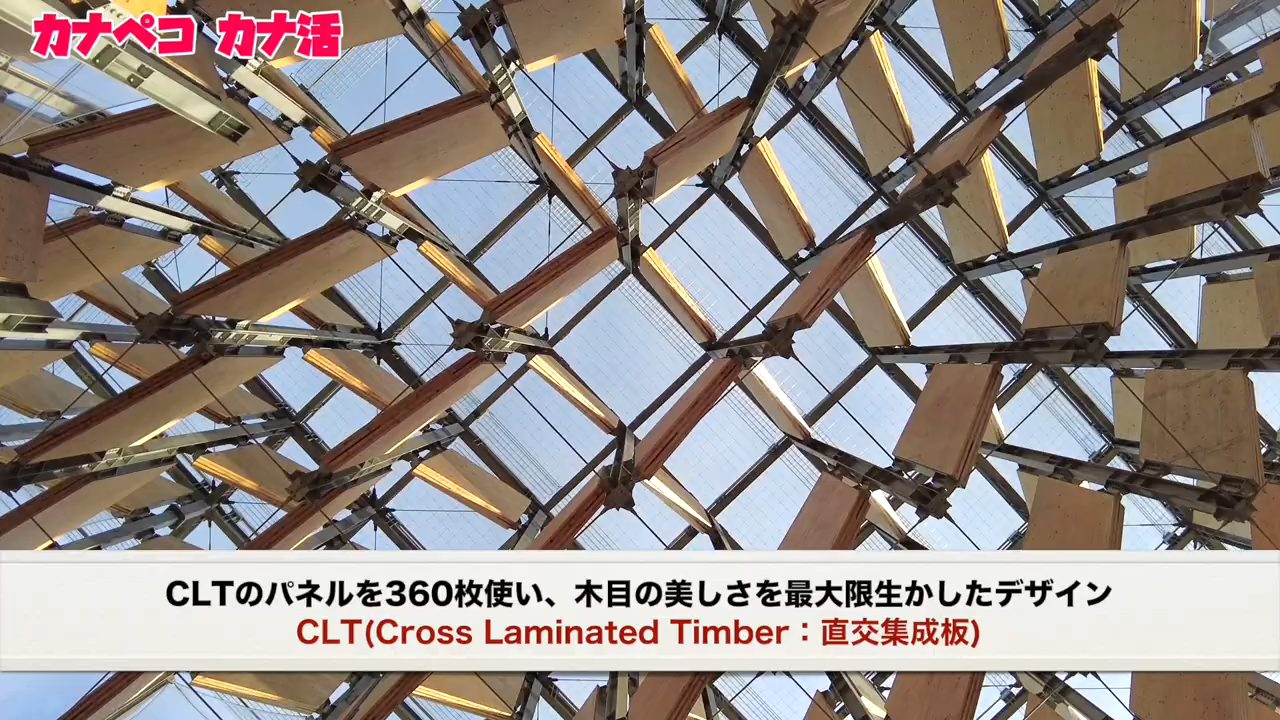 カナペコ カナ活
CLTのパネルを360枚使い、木目の美しさを最大限生かしたデザイン
CLT(Cross Laminated Timber：直交集成板)